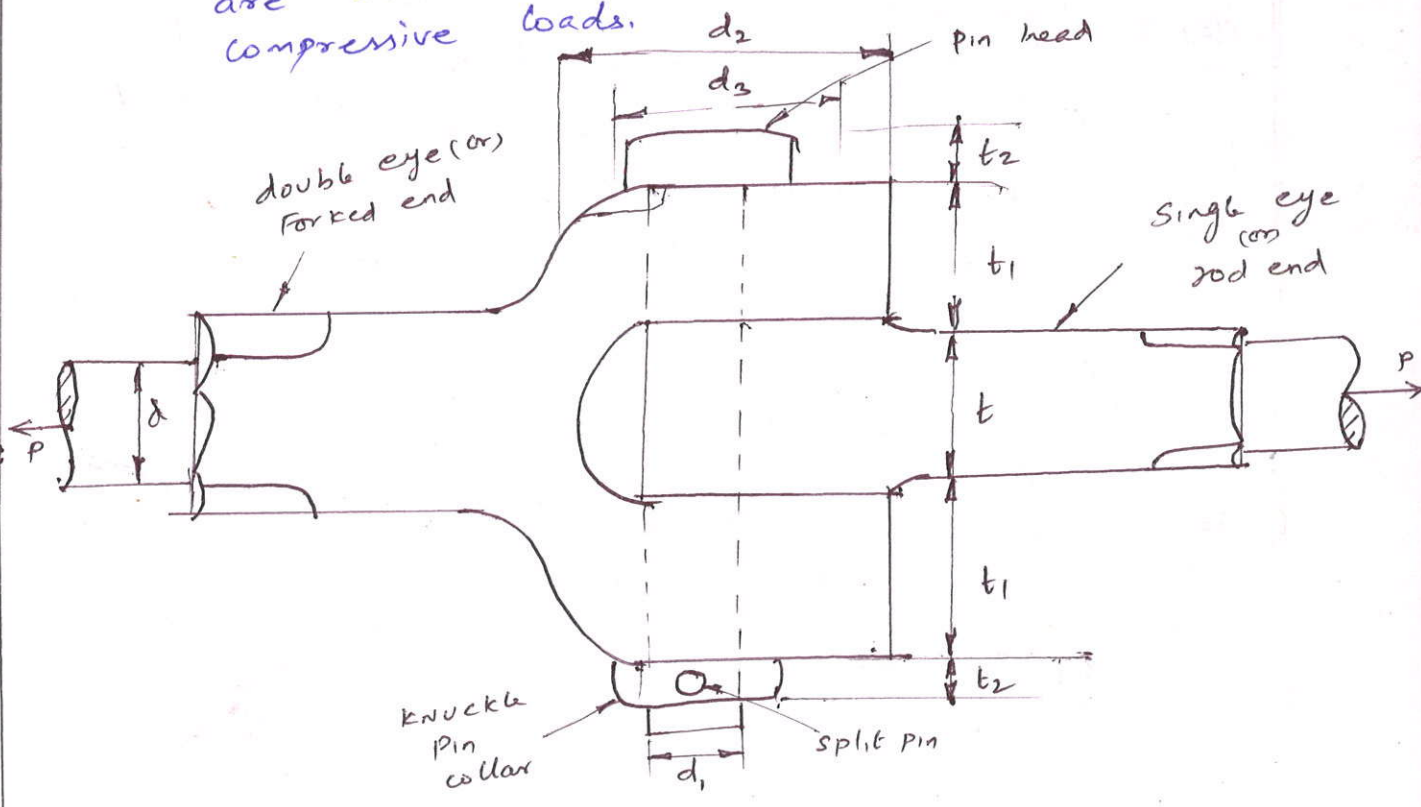 are
compressive loads.
d2
pin head
d3
t2
double eye (or)
Forked end
Single eye
(or)
rod end
t1
d
t
P
P
t1
t2
KNUCKLE
Pin
collar
split pin
d1